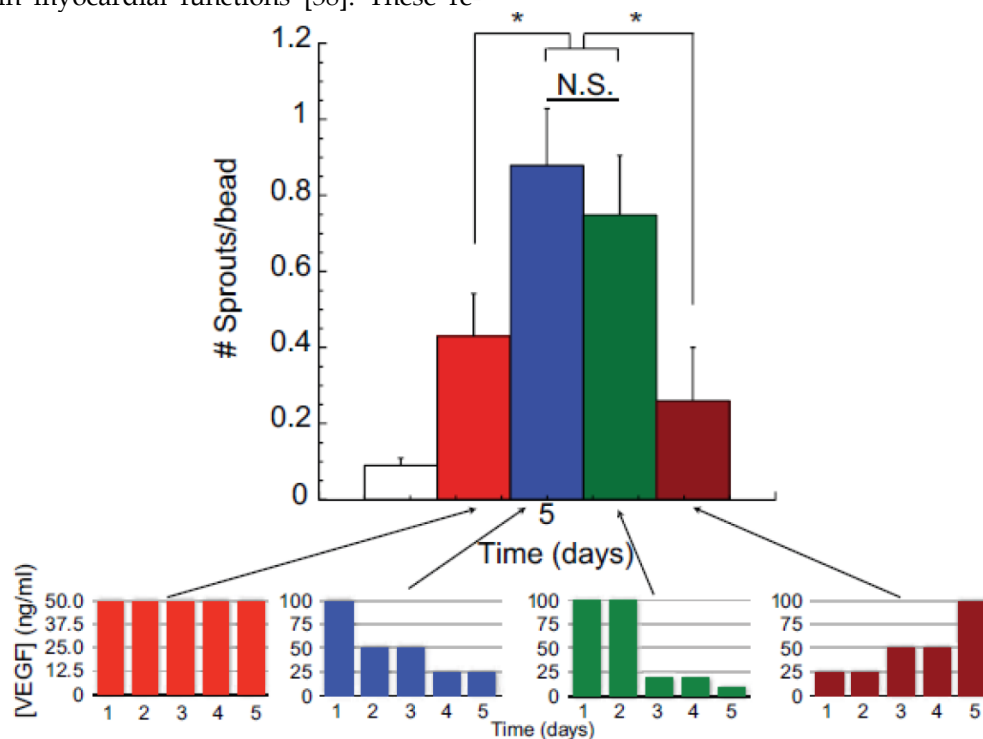 in myocardial functions [38]. These re-
* *
1.2
N.S.
1
0.8
0.6
0.4
0.2
0
# Sprouts/bead
5
Time (days)
[VEGF] (ng/ml)
50.0
37.5
25.0
12.5
0
1 2 3 4 5
100
75
50
25
0
1 2 3 4 5
100
75
50
25
0
1 2 3 4 5
100
75
50
25
0
1 2 3 4 5
Time (days)